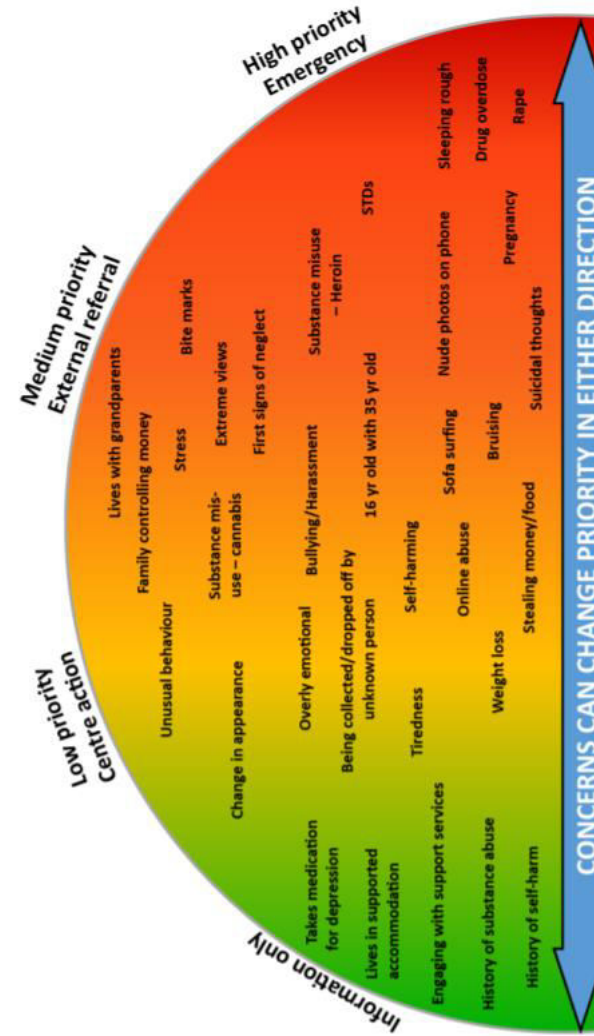 Information only
Low priority
Centre action
Medium priority
External referral
High priority
Emergency
Lives with grandparents
Family controlling money
Unusual behaviour
Stress
Bite marks
Substance mis-
use – cannabis
Extreme views
Change in appearance
First signs of neglect
Takes medication
for depression
Overly emotional
Bullying/Harassment
Substance misuse
– Heroin
Being collected/dropped off by
unknown person
Lives in supported
accommodation
16 yr old with 35 yr old
STDs
Tiredness
Self-harming
Engaging with support services
Online abuse
Sofa surfing
Nude photos on phone
Sleeping rough
History of substance abuse
Weight loss
Bruising
Drug overdose
History of self-harm
Stealing money/food
Suicidal thoughts
Pregnancy
Rape
CONCERNS CAN CHANGE PRIORITY IN EITHER DIRECTION